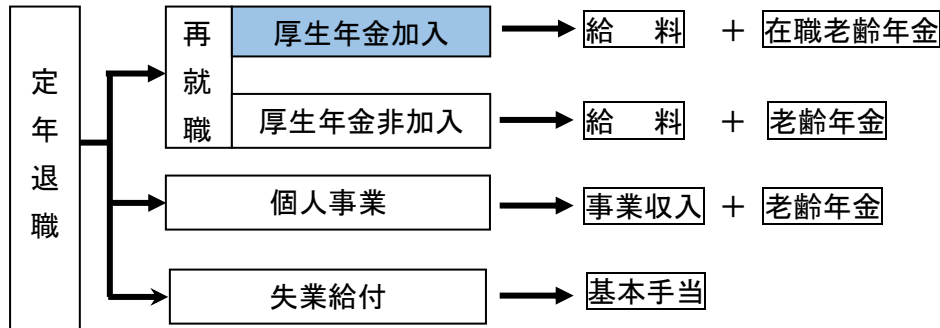 定年退職
再就職
厚生年金加入 給 料 + 在職老齢年金
厚生年金非加入 給 料 + 老齢年金
個人事業 事業収入 + 老齢年金
失業給付 基本手当